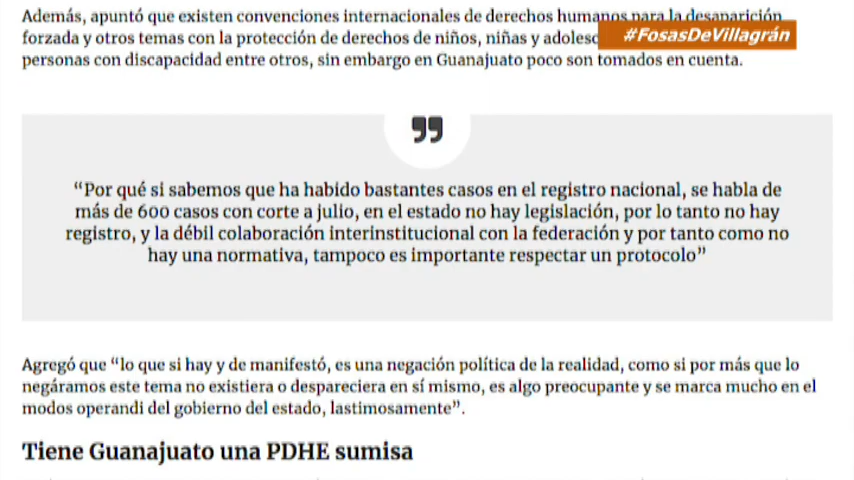 Además, apuntó que existen convenciones internacionales de derechos humanos para la desaparición
forzada y otros temas con la protección de derechos de niños, niñas y
#FosasDeVillagrán
personas con discapacidad entre otros, sin embargo en Guanajuato poco son tomados en cuenta.
”
“Por qué si sabemos que ha habido bastantes casos en el registro nacional, se habla de
más de 600 casos con corte a julio, en el estado no hay legislación, por lo tanto no hay
registro, y la débil colaboración interinstitucional con la federación y por tanto como no
hay una normativa, tampoco es importante respectar un protocolo”
Agregó que “lo que si hay y de manifestó, es una negación política de la realidad, como si por más que lo
negáramos este tema no existiera o despareciera en sí mismo, es algo preocupante y se marca mucho en el
modos operandi del gobierno del estado, lastimosamente”.
Tiene Guanajuato una PDHE sumisa